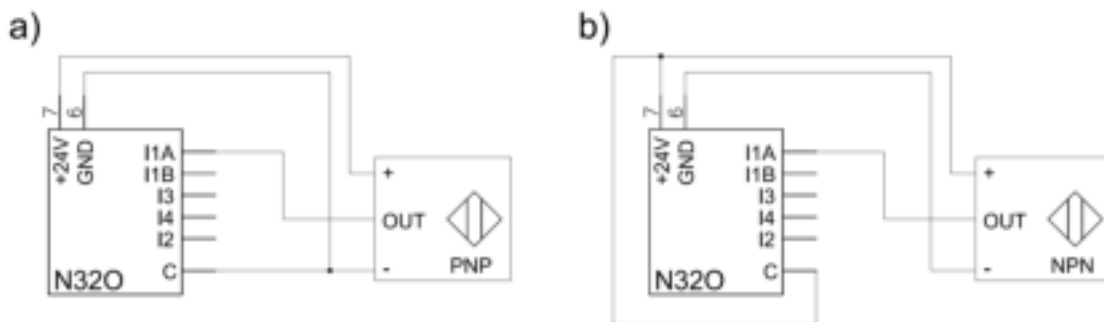 a)
7 6
+24V GND
I1A
I1B
I3
I4
I2
C
N32O
+
OUT
-
PNP
b)
7 6
+24V GND
I1A
I1B
I3
I4
I2
C
N32O
+
OUT
-
NPN